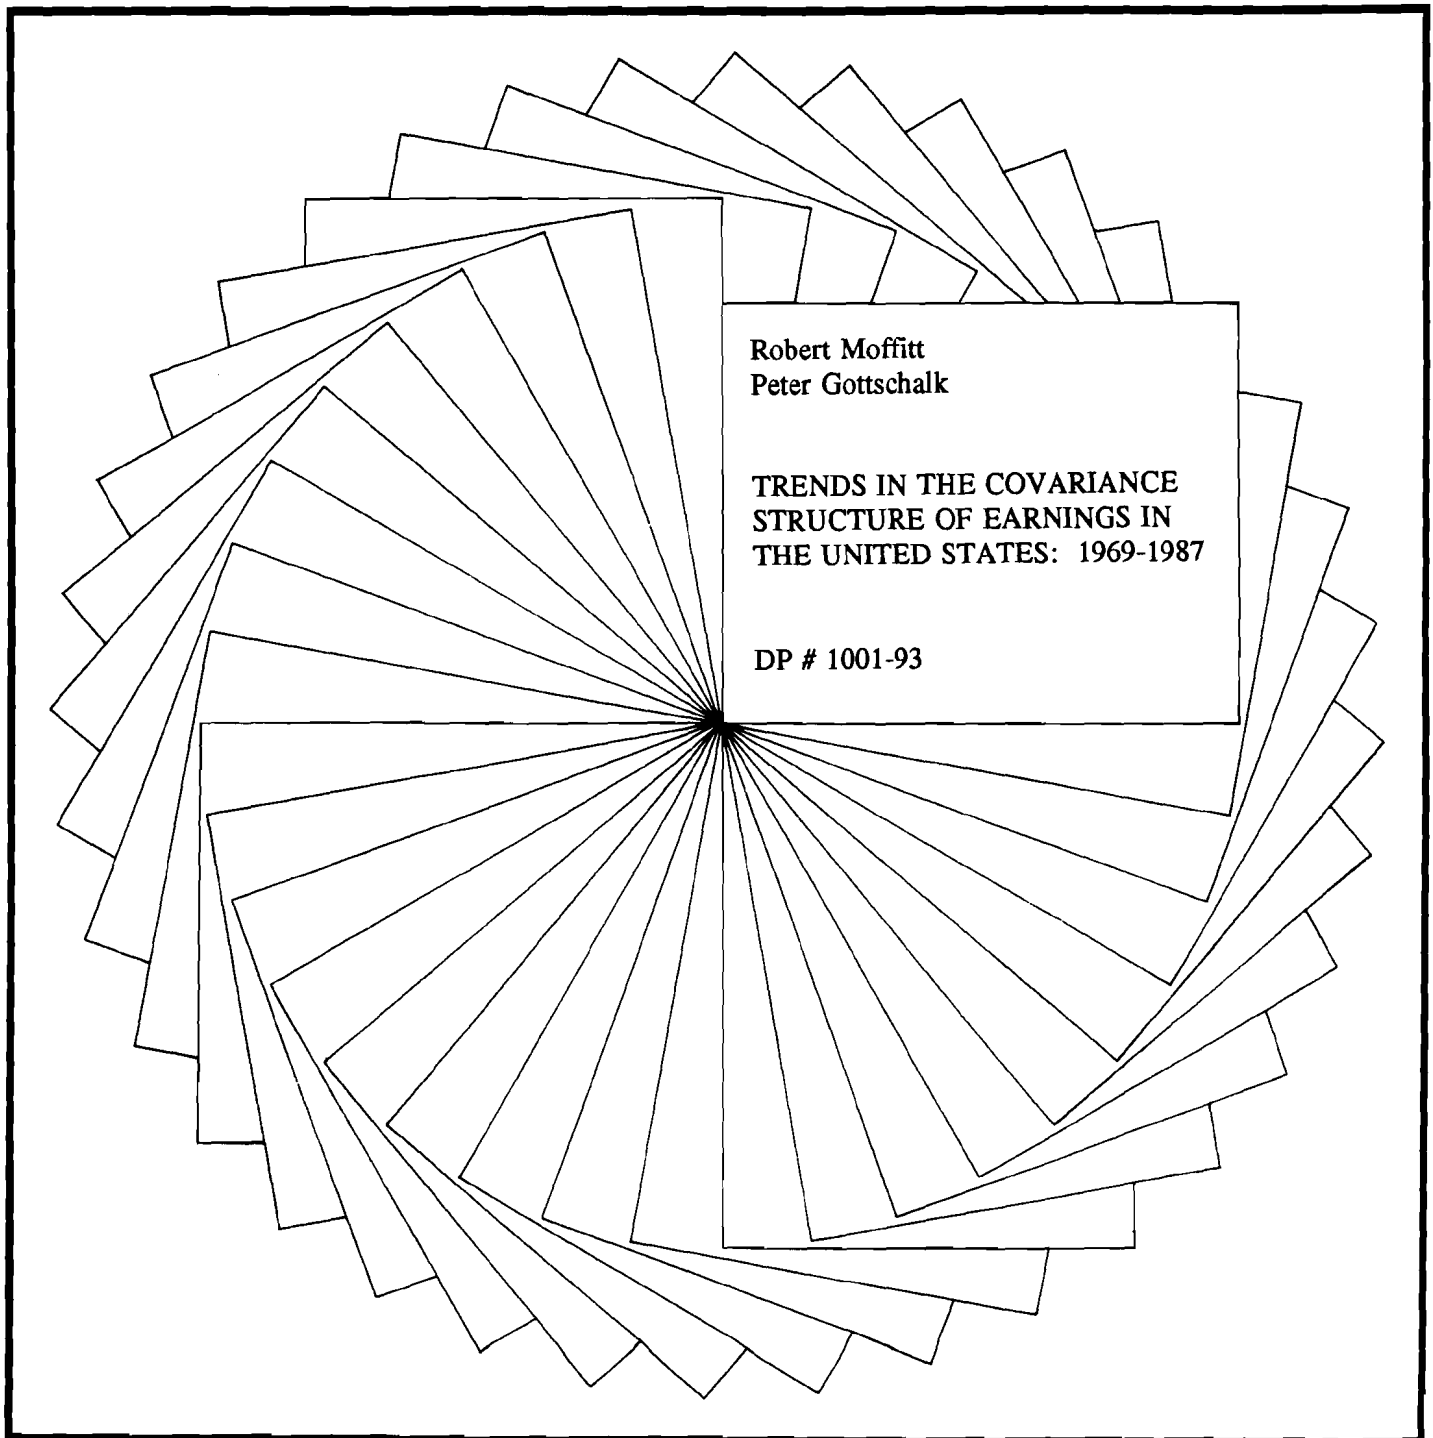 Robert Moffitt
Peter Gottschalk
TRENDS IN THE COVARIANCE
STRUCTURE OF EARNINGS IN
THE UNITED STATES: 1969-1987
DP # 1001-93